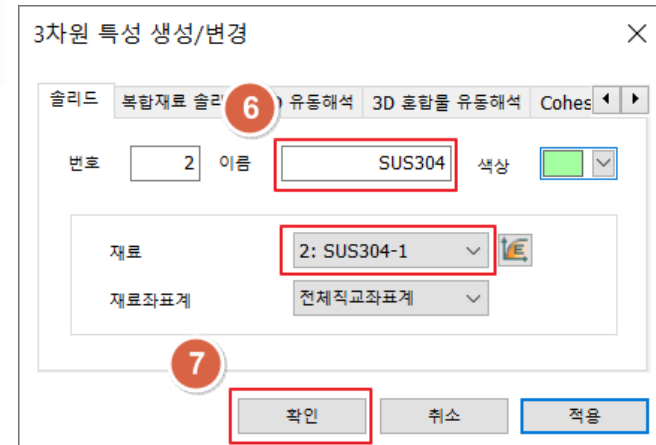 3차원 특성 생성/변경
솔리드 복합재료 솔리 유동해석 3D 혼합물 유동해석 Cohes
6
번호 2 이름 SUS304 색상
재료 2: SUS304-1
재료좌표계 전체직교좌표계
7
확인 취소 적용